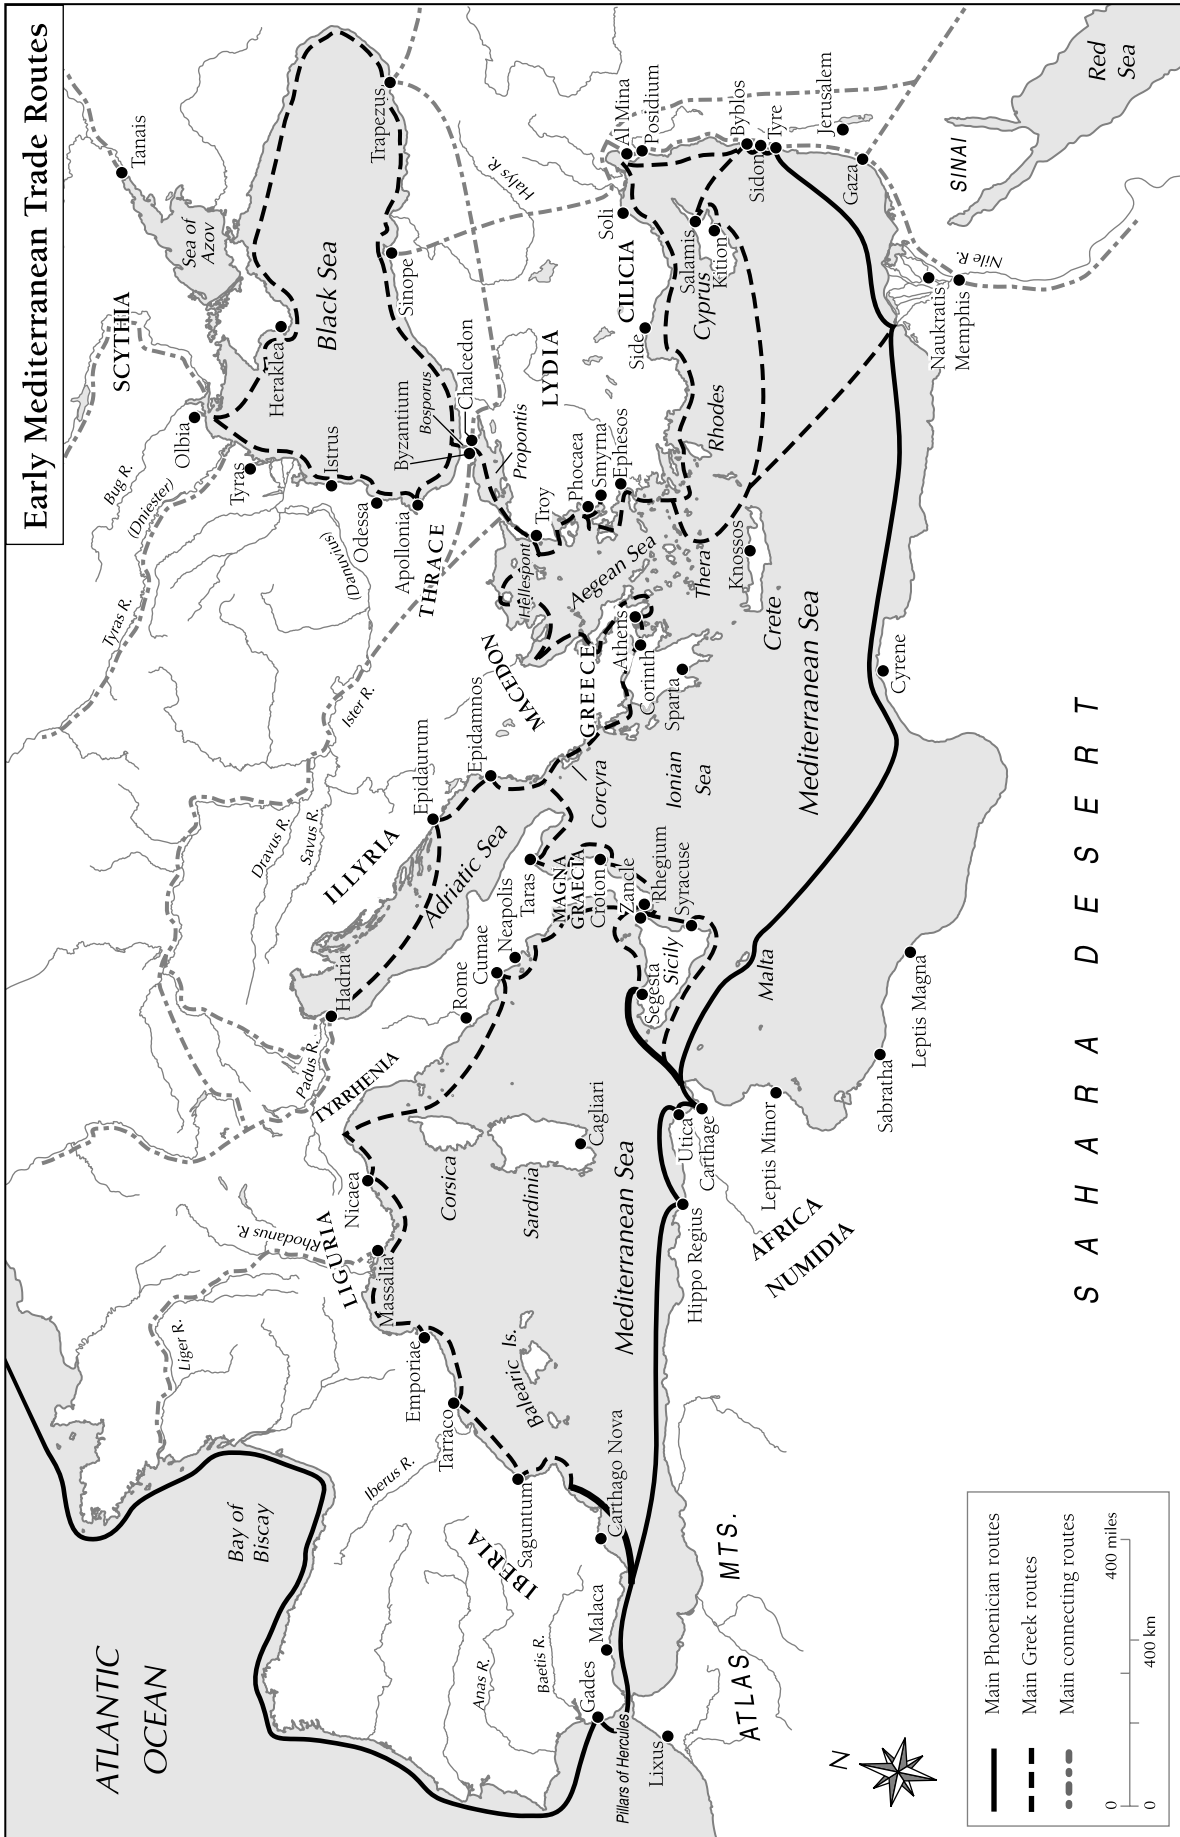 Early Mediterranean Trade Routes
ATLANTIC
OCEAN
Bay of
Biscay
Liger R.
Rhodanus R.
LIGURIA
Massalia
Nicaea
Emporiae
Tarraco
Iberus R.
Saguntum
IBERIA
Carthago Nova
Malaca
Baetis R.
Anas R.
Gades
Pillars of Hercules
Lixus
ATLAS
MTS.
Balearic Is.
Corsica
Sardinia
Cagliari
Mediterranean Sea
TYRRHENIA
Padus R.
Hadria
Rome
Cumae
Neapolis
Taras
MAGNA
GRAECIA
Croton
Zancle
Rhegium
Syracuse
Segesta
Sicily
Malta
Utica
Carthage
Hippo Regius
AFRICA
NUMIDIA
Leptis Minor
Sabratha
Leptis Magna
SAHARA DESERT
Adriatic Sea
ILLYRIA
Dravus R.
Savus R.
Ister R.
Epidaurum
Epidamnos
Corcyra
Ionian
Sea
Mediterranean Sea
MACEDON
GREECE
Athens
Corinth
Sparta
Crete
Knossos
Thera
Aegean Sea
Hellespont
Troy
Phocaea
Smyrna
Ephesos
Rhodes
Cyrene
THRACE
Apollonia
Odessa
(Danuvius)
Istrus
Tyras
Tyras R.
(Dniester)
Bug R.
Olbia
SCYTHIA
Heraklea
Black Sea
Sea of
Azov
Tanais
Trapezus
Sinope
Byzantium
Bosporus
Chalcedon
Propontis
LYDIA
Halys R.
CILICIA
Side
Soli
Al Mina
Posidium
Salamis
Kition
Cyprus
Byblos
Sidon
Tyre
Jerusalem
Gaza
SINAI
Red
Sea
Nile R.
Naukratis
Memphis
N
Main Phoenician routes
Main Greek routes
Main connecting routes
0
400 miles
0
400 km